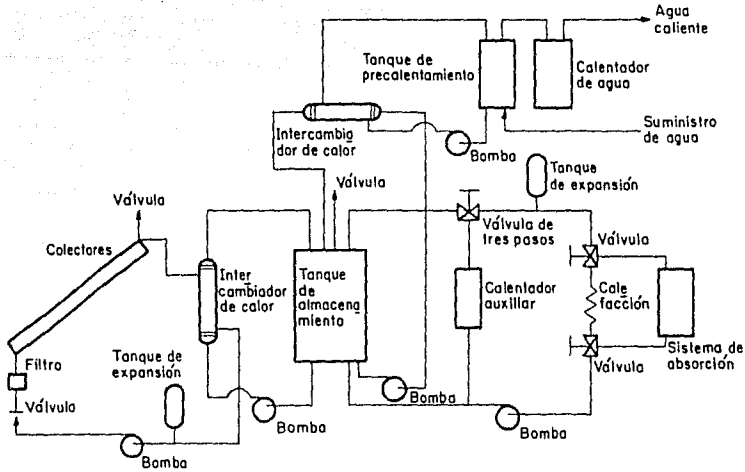 Agua
caliente
Tanque de
precalentamiento
Calentador
de agua
Intercambia
dor de calor
Suministro
de agua
Bomba
Válvula
Tanque
de expansión
Válvula
Colectores
Válvula de
tres pasos
Válvula
Inter
cambiador
de calor
Tanque
de
almacena
miento
Calentador
auxiliar
Cale
facción
Sistema de
absorción
Filtro
Tanque de
expansión
Válvula
Válvula
Bomba
Bomba
Bomba
Bomba